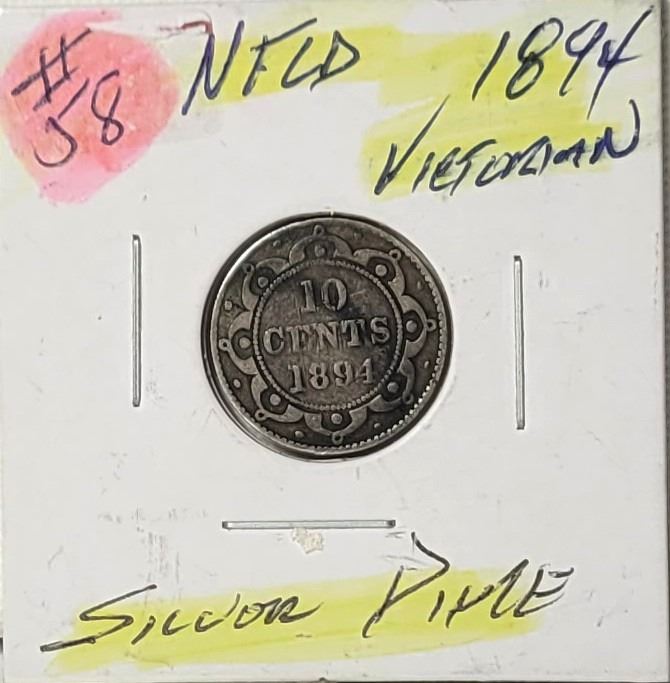 #58 NFLD 1894
VICTORIAN
10
CENTS
1894
SILVER DIME